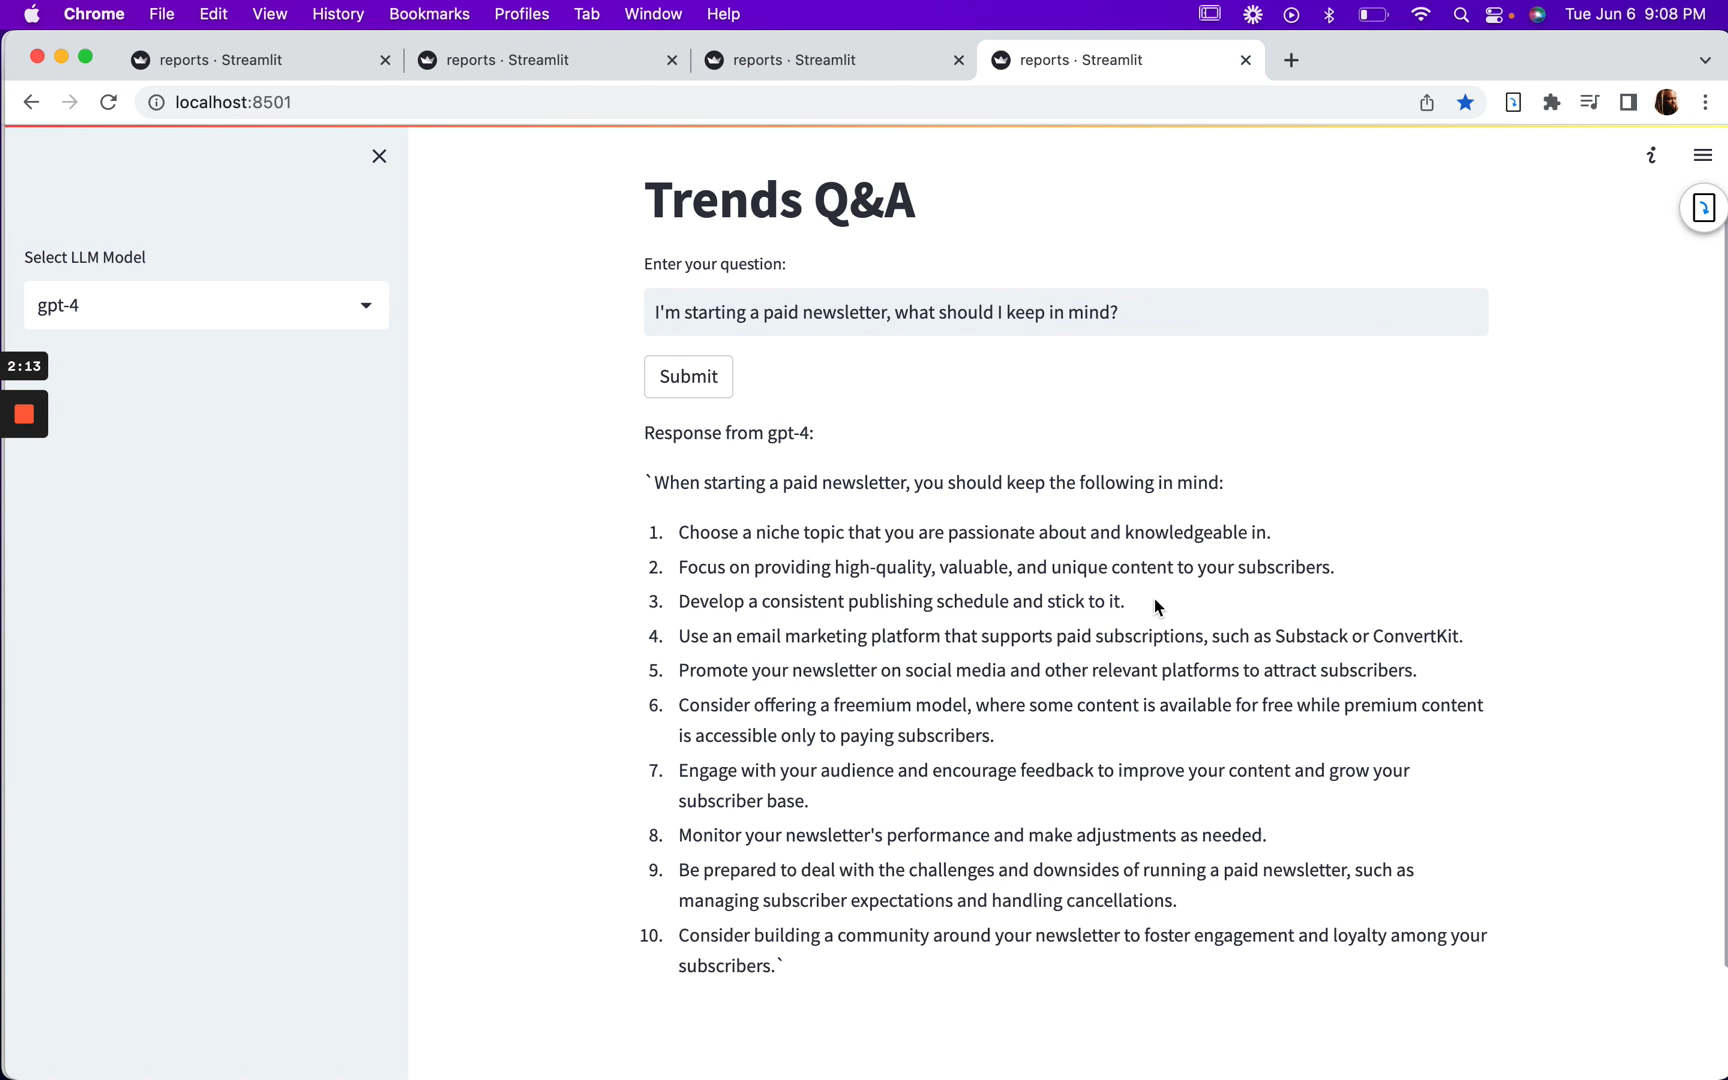 Chrome File Edit View History Bookmarks Profiles Tab Window Help Tue Jun 6 9:08 PM
reports · Streamlit reports · Streamlit reports · Streamlit reports · Streamlit
localhost:8501
Select LLM Model
gpt-4
2:13
Trends Q&A
Enter your question:
I'm starting a paid newsletter, what should I keep in mind?
Submit
Response from gpt-4:
`When starting a paid newsletter, you should keep the following in mind:
1. Choose a niche topic that you are passionate about and knowledgeable in.
2. Focus on providing high-quality, valuable, and unique content to your subscribers.
3. Develop a consistent publishing schedule and stick to it.
4. Use an email marketing platform that supports paid subscriptions, such as Substack or ConvertKit.
5. Promote your newsletter on social media and other relevant platforms to attract subscribers.
6. Consider offering a freemium model, where some content is available for free while premium content
is accessible only to paying subscribers.
7. Engage with your audience and encourage feedback to improve your content and grow your
subscriber base.
8. Monitor your newsletter's performance and make adjustments as needed.
9. Be prepared to deal with the challenges and downsides of running a paid newsletter, such as
managing subscriber expectations and handling cancellations.
10. Consider building a community around your newsletter to foster engagement and loyalty among your
subscribers.`